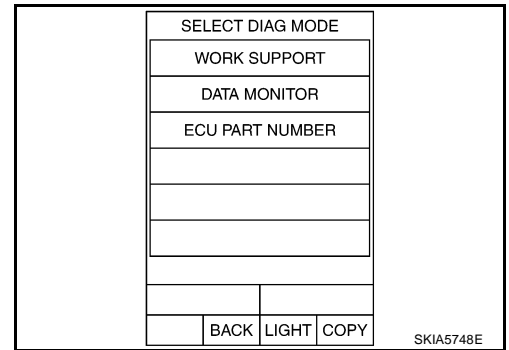 SELECT DIAG MODE
WORK SUPPORT
DATA MONITOR
ECU PART NUMBER
BACK LIGHT COPY
SKIA5748E